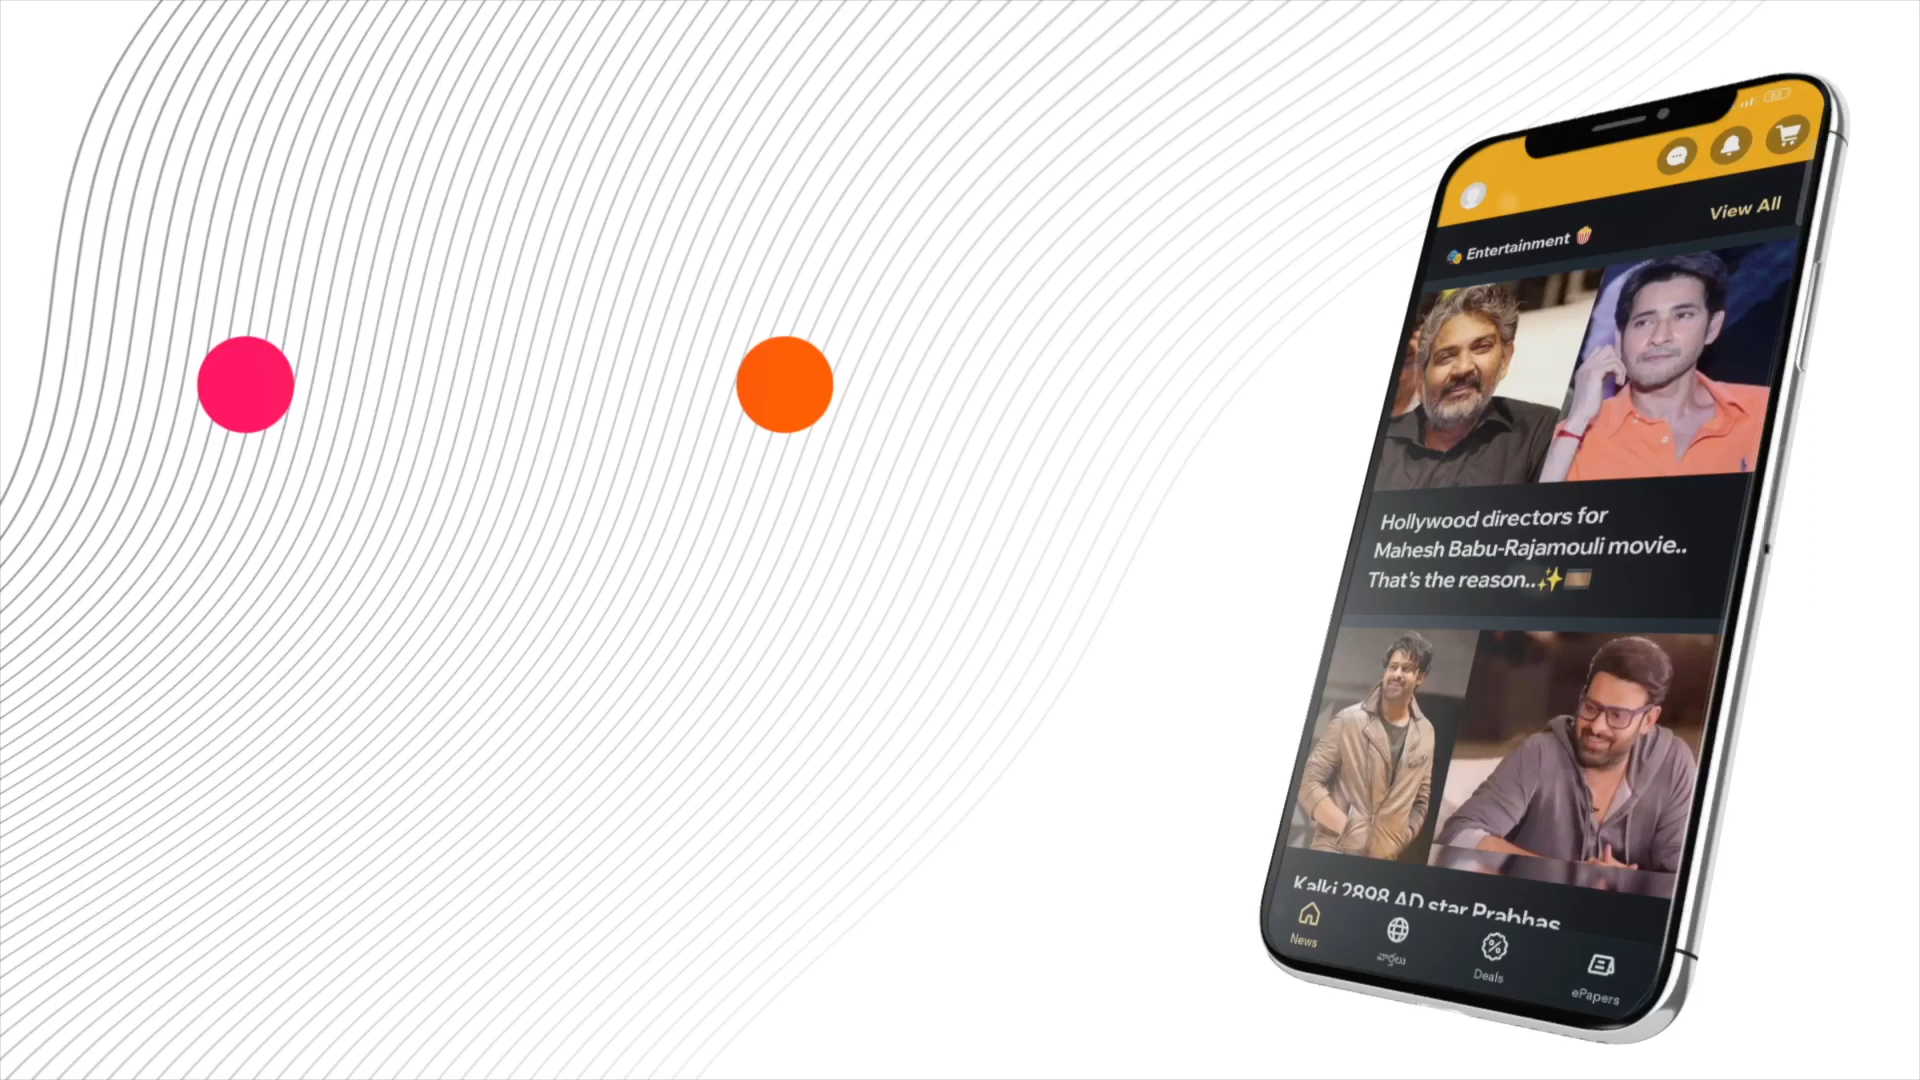 View All
🎭 Entertainment 🍿
Hollywood directors for
Mahesh Babu-Rajamouli movie..
That's the reason..✨🎞️
Kalki 2898 AD star Prabhas
News
వార్తలు
Deals
ePapers